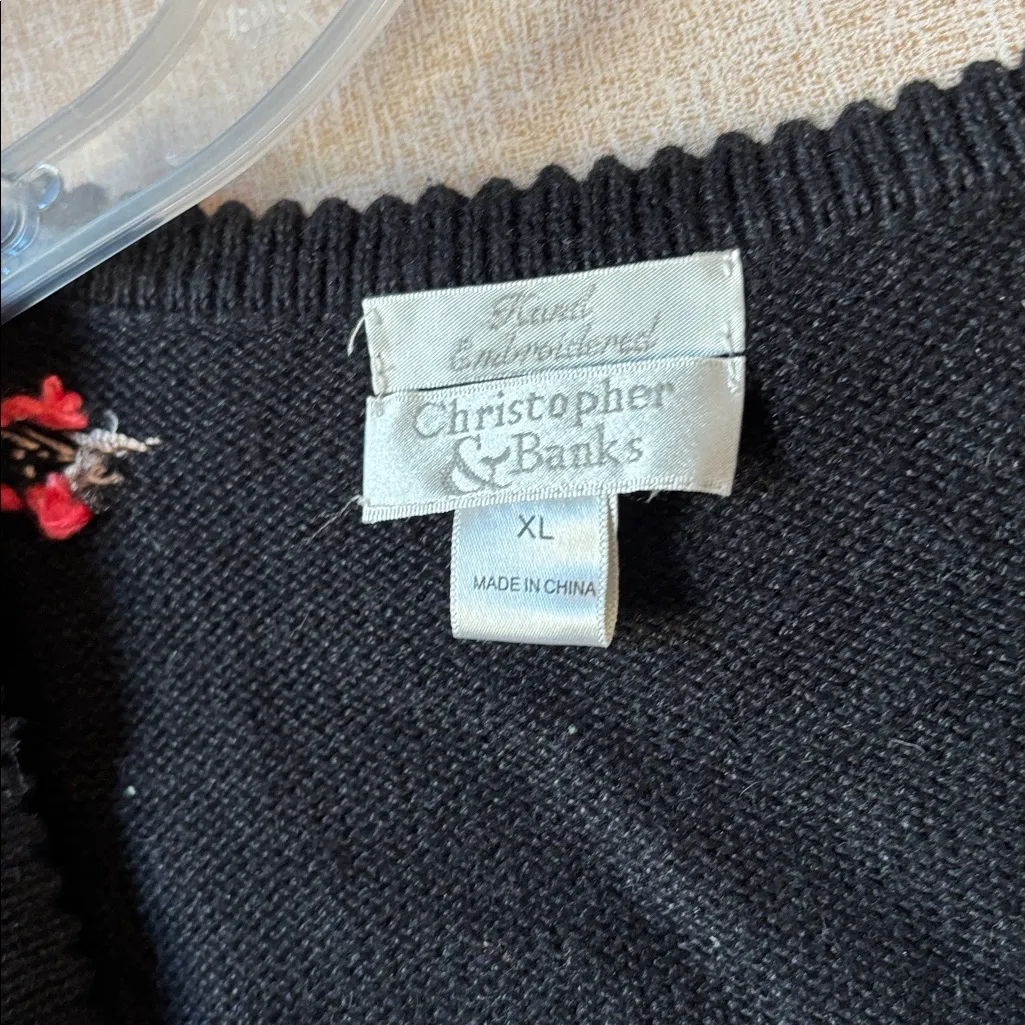 Hand
Embroidered
Christopher
& Banks
XL
MADE IN CHINA